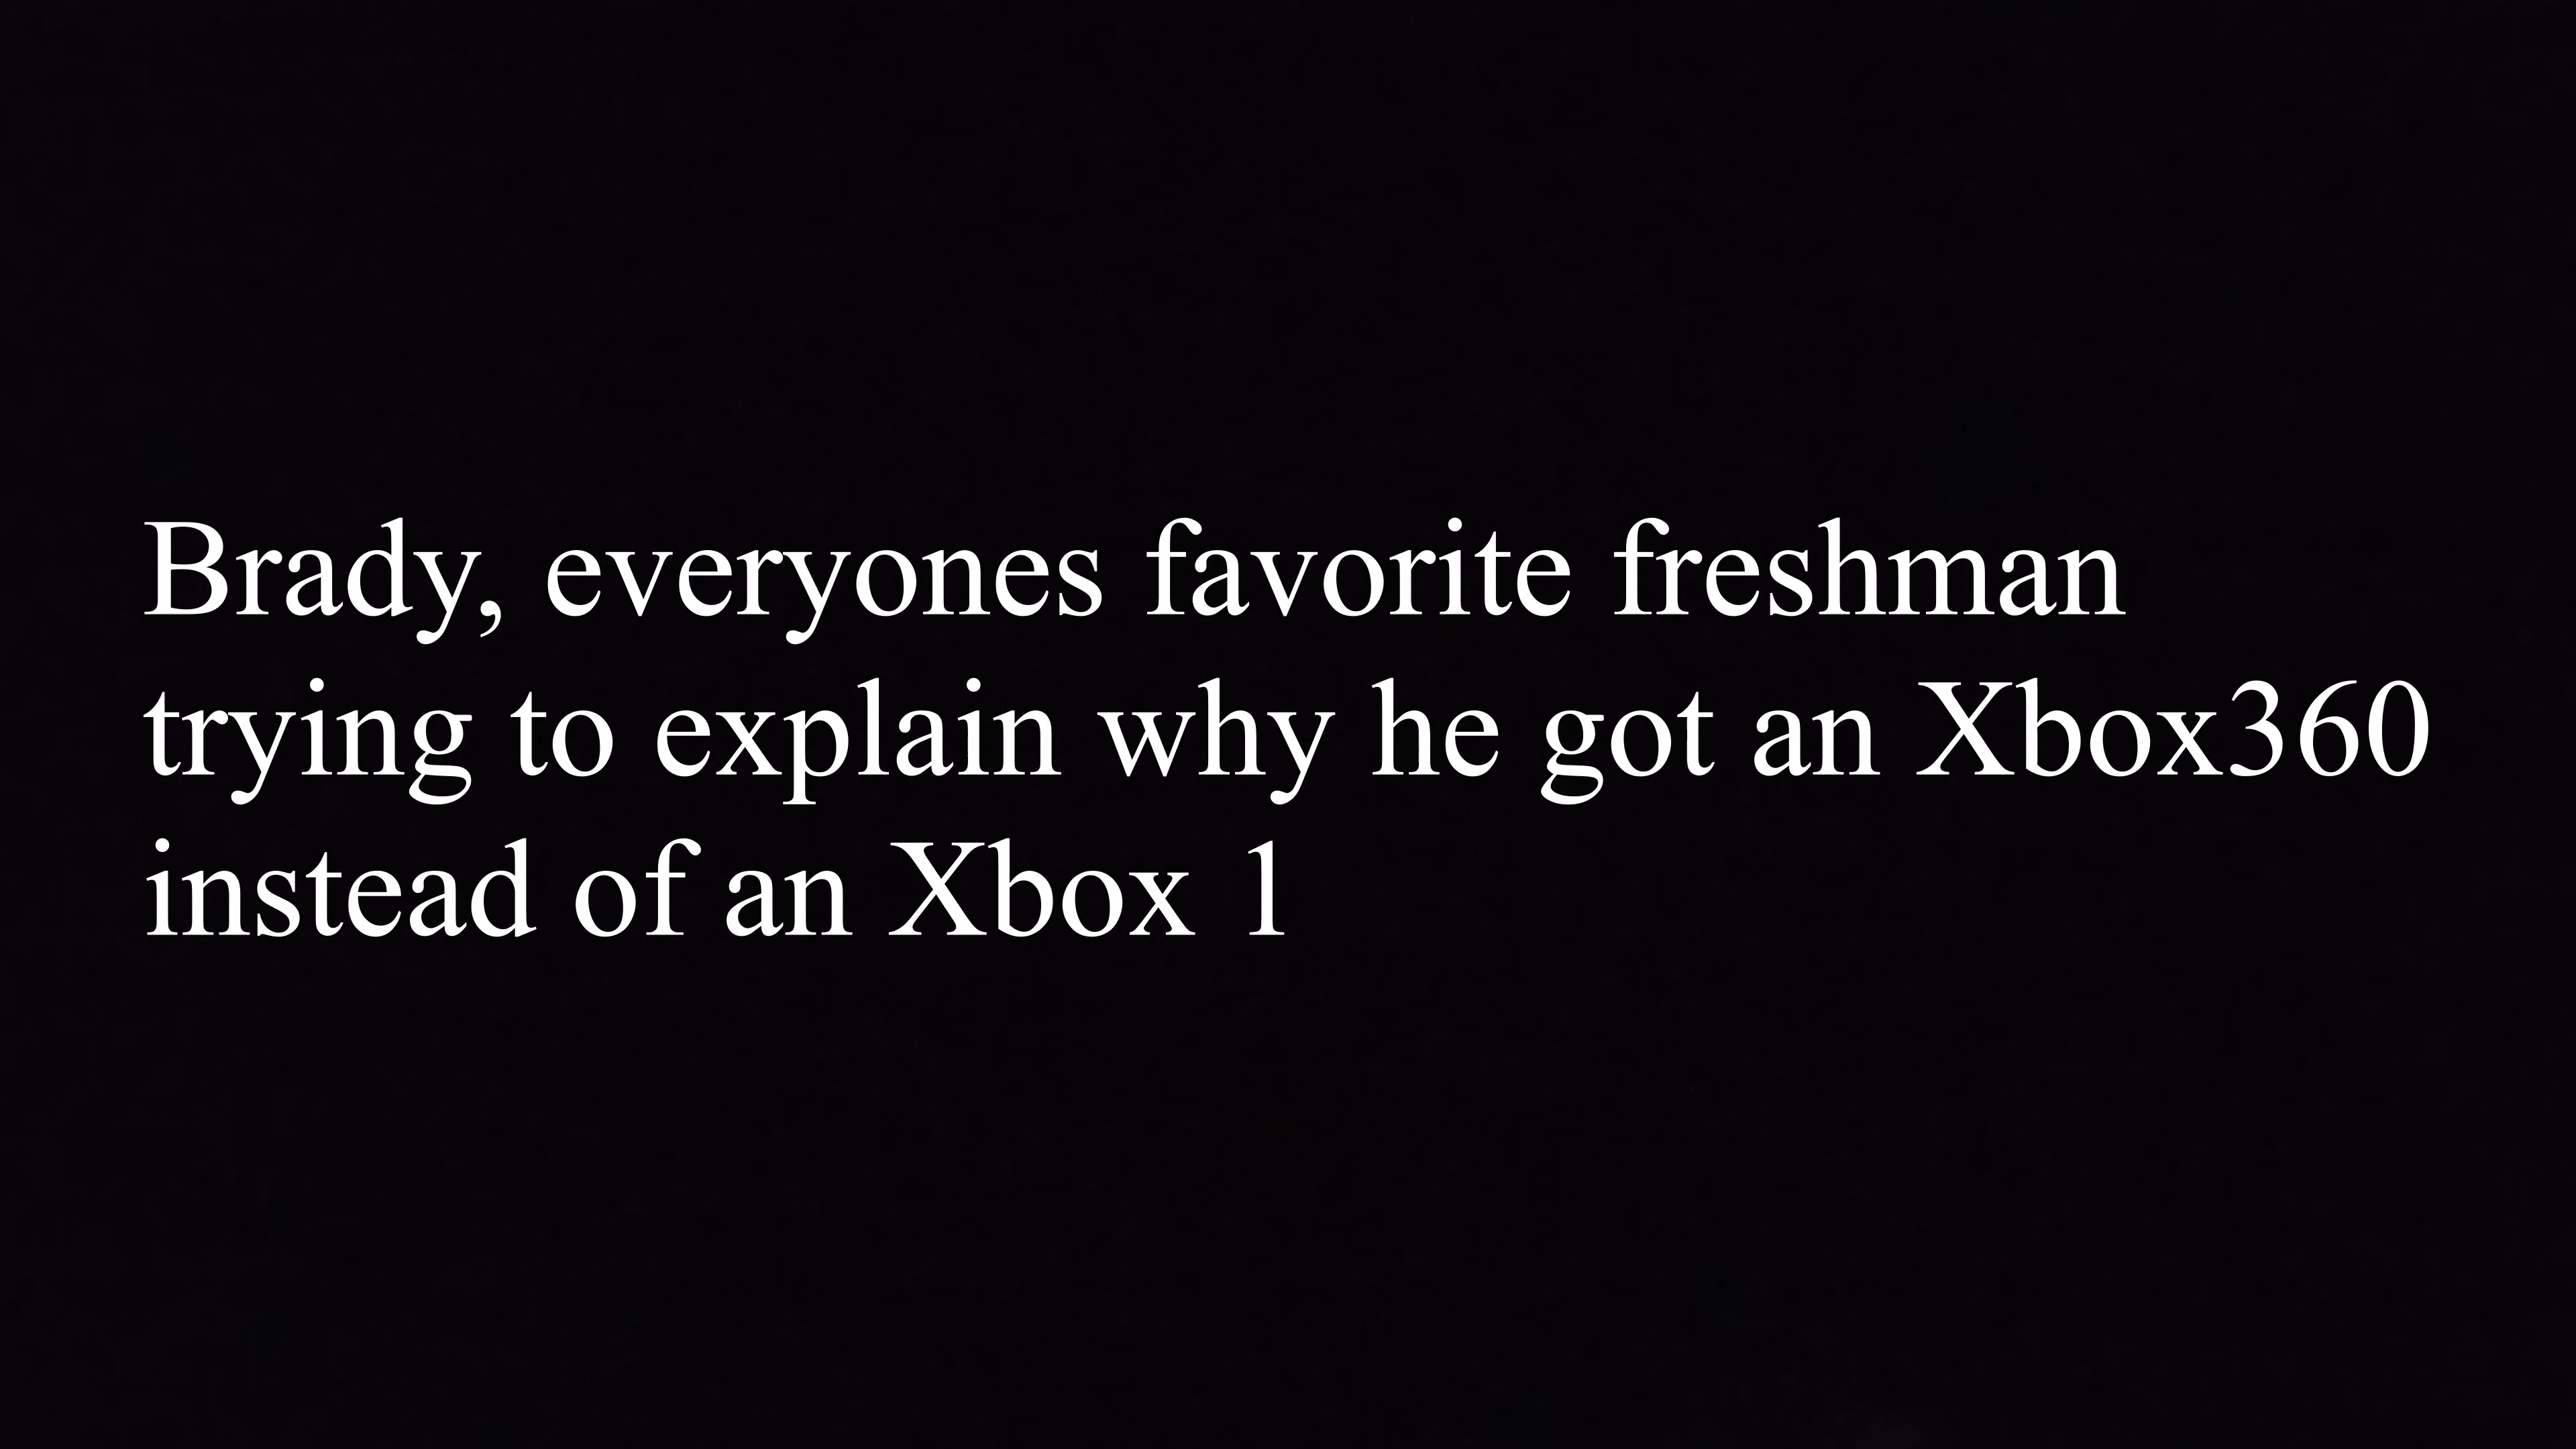 Brady, everyones favorite freshman
trying to explain why he got an Xbox360
instead of an Xbox 1